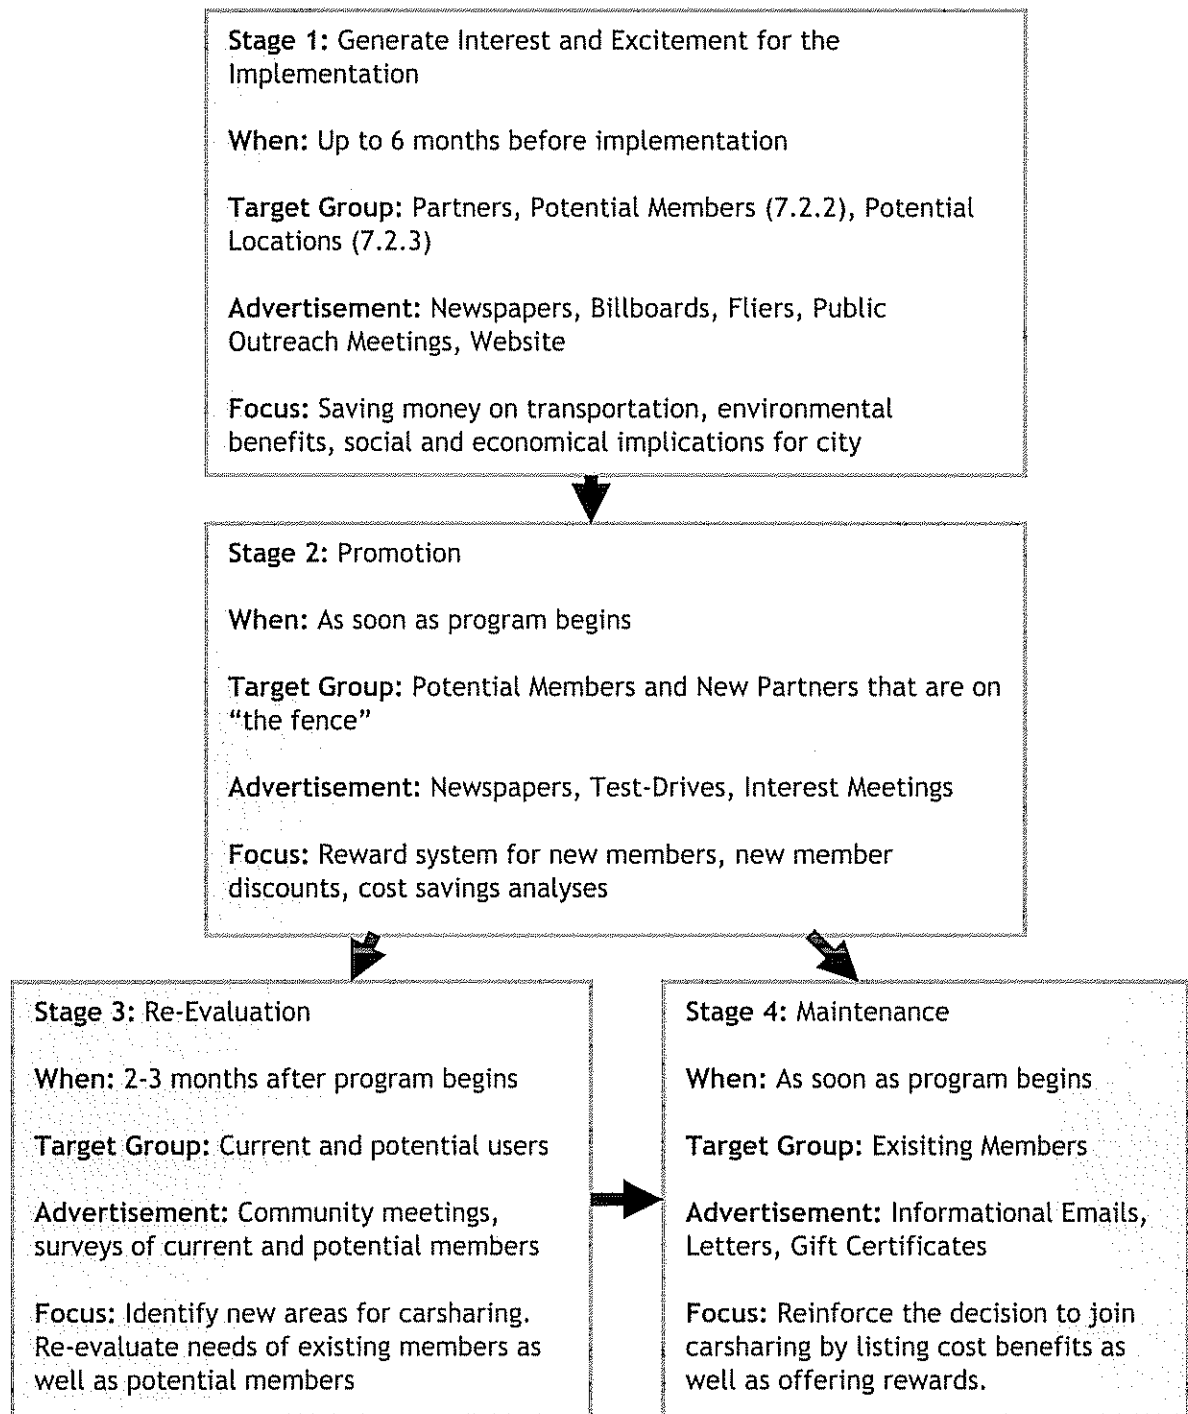 Stage 1: Generate Interest and Excitement for the
Implementation
When: Up to 6 months before implementation
Target Group: Partners, Potential Members (7.2.2), Potential
Locations (7.2.3)
Advertisement: Newspapers, Billboards, Fliers, Public
Outreach Meetings, Website
Focus: Saving money on transportation, environmental
benefits, social and economical implications for city
Stage 2: Promotion
When: As soon as program begins
Target Group: Potential Members and New Partners that are on
“the fence”
Advertisement: Newspapers, Test-Drives, Interest Meetings
Focus: Reward system for new members, new member
discounts, cost savings analyses
Stage 3: Re-Evaluation
When: 2-3 months after program begins
Target Group: Current and potential users
Advertisement: Community meetings,
surveys of current and potential members
Focus: Identify new areas for carsharing.
Re-evaluate needs of existing members as
well as potential members
Stage 4: Maintenance
When: As soon as program begins
Target Group: Exisiting Members
Advertisement: Informational Emails,
Letters, Gift Certificates
Focus: Reinforce the decision to join
carsharing by listing cost benefits as
well as offering rewards.